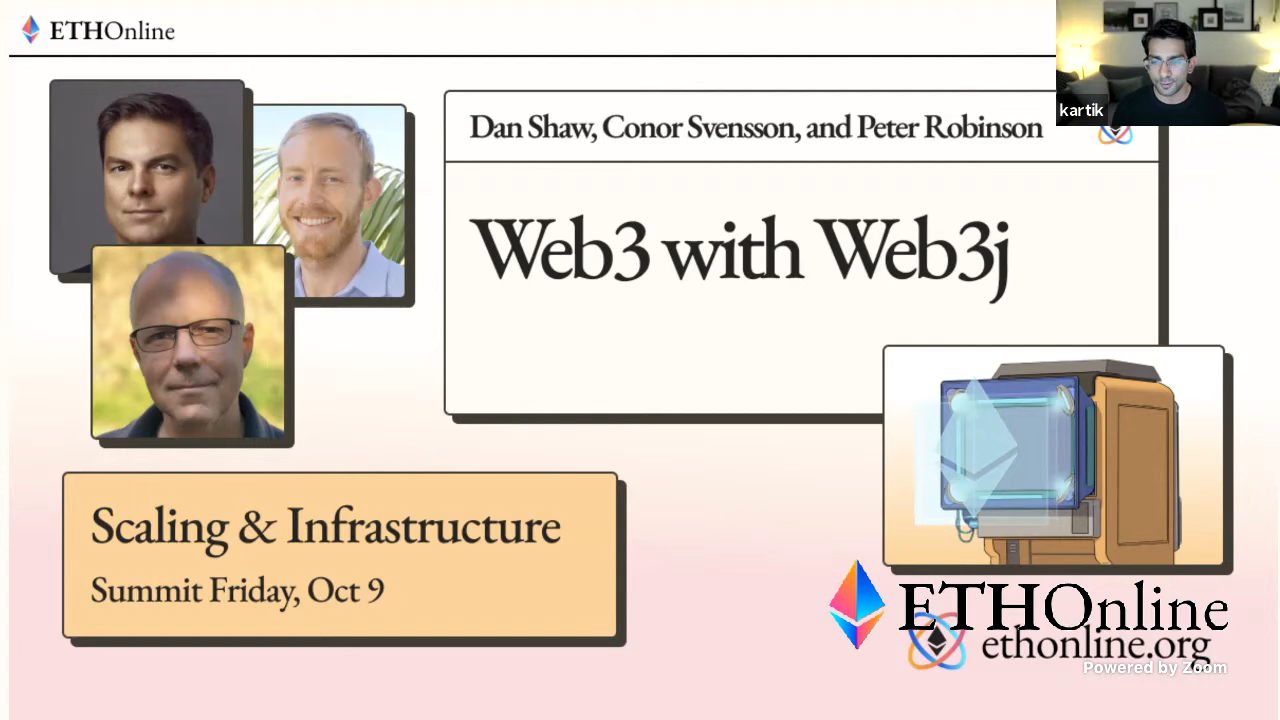 ETHOnline
kartik
Dan Shaw, Conor Svensson, and Peter Robinson
Web3 with Web3j
Scaling & Infrastructure
Summit Friday, Oct 9
ETHOnline
ethonline.org
Powered by Zoom